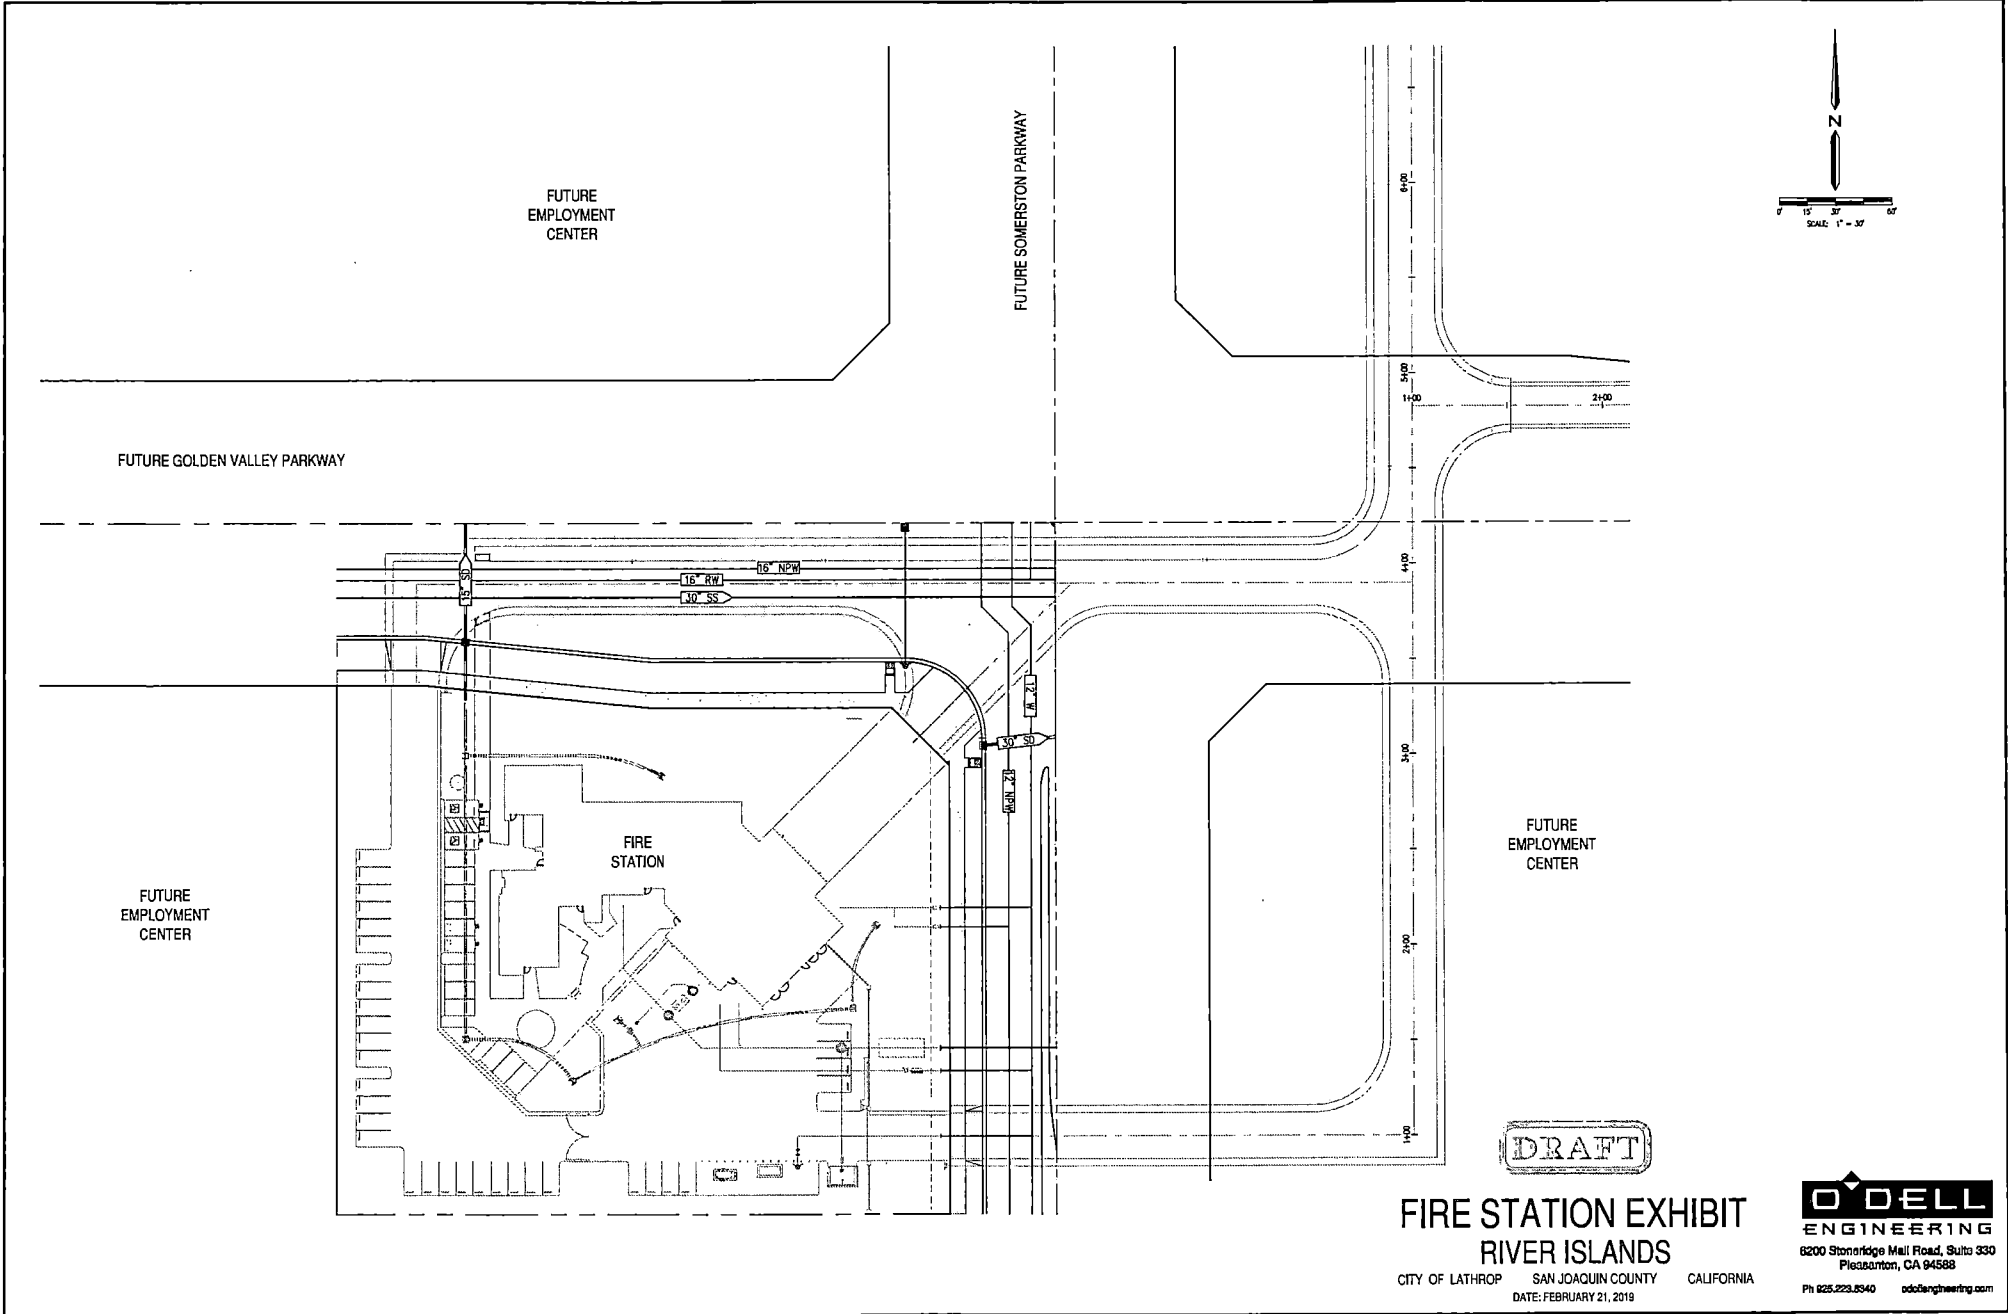 N
0' 15' 30' 60'
SCALE: 1" = 30'
FUTURE
EMPLOYMENT
CENTER
FUTURE SOMERSTON PARKWAY
6+00
5+00
1+00
2+00
FUTURE GOLDEN VALLEY PARKWAY
4+00
15" SD
16" NPW
16" RW
30" SS
12" W
30" SD
12" NPW
3+00
FIRE
STATION
FUTURE
EMPLOYMENT
CENTER
FUTURE
EMPLOYMENT
CENTER
2+00
1+00
DRAFT
FIRE STATION EXHIBIT
RIVER ISLANDS
CITY OF LATHROP SAN JOAQUIN COUNTY CALIFORNIA
DATE: FEBRUARY 21, 2019
O'DELL
ENGINEERING
6200 Stoneridge Mall Road, Suite 330
Pleasanton, CA 94588
Ph 925.223.8340 odellengineering.com